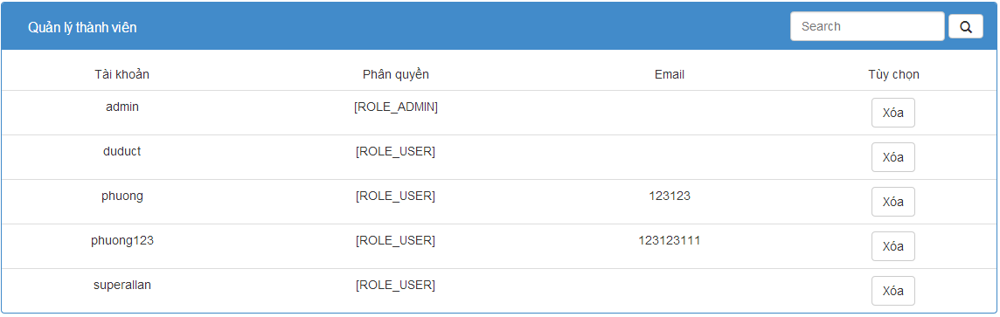 Quản lý thành viên Search
Tài khoản Phân quyền Email Tùy chọn
admin [ROLE_ADMIN] Xóa
duduct [ROLE_USER] Xóa
phuong [ROLE_USER] 123123 Xóa
phuong123 [ROLE_USER] 123123111 Xóa
superallan [ROLE_USER] Xóa